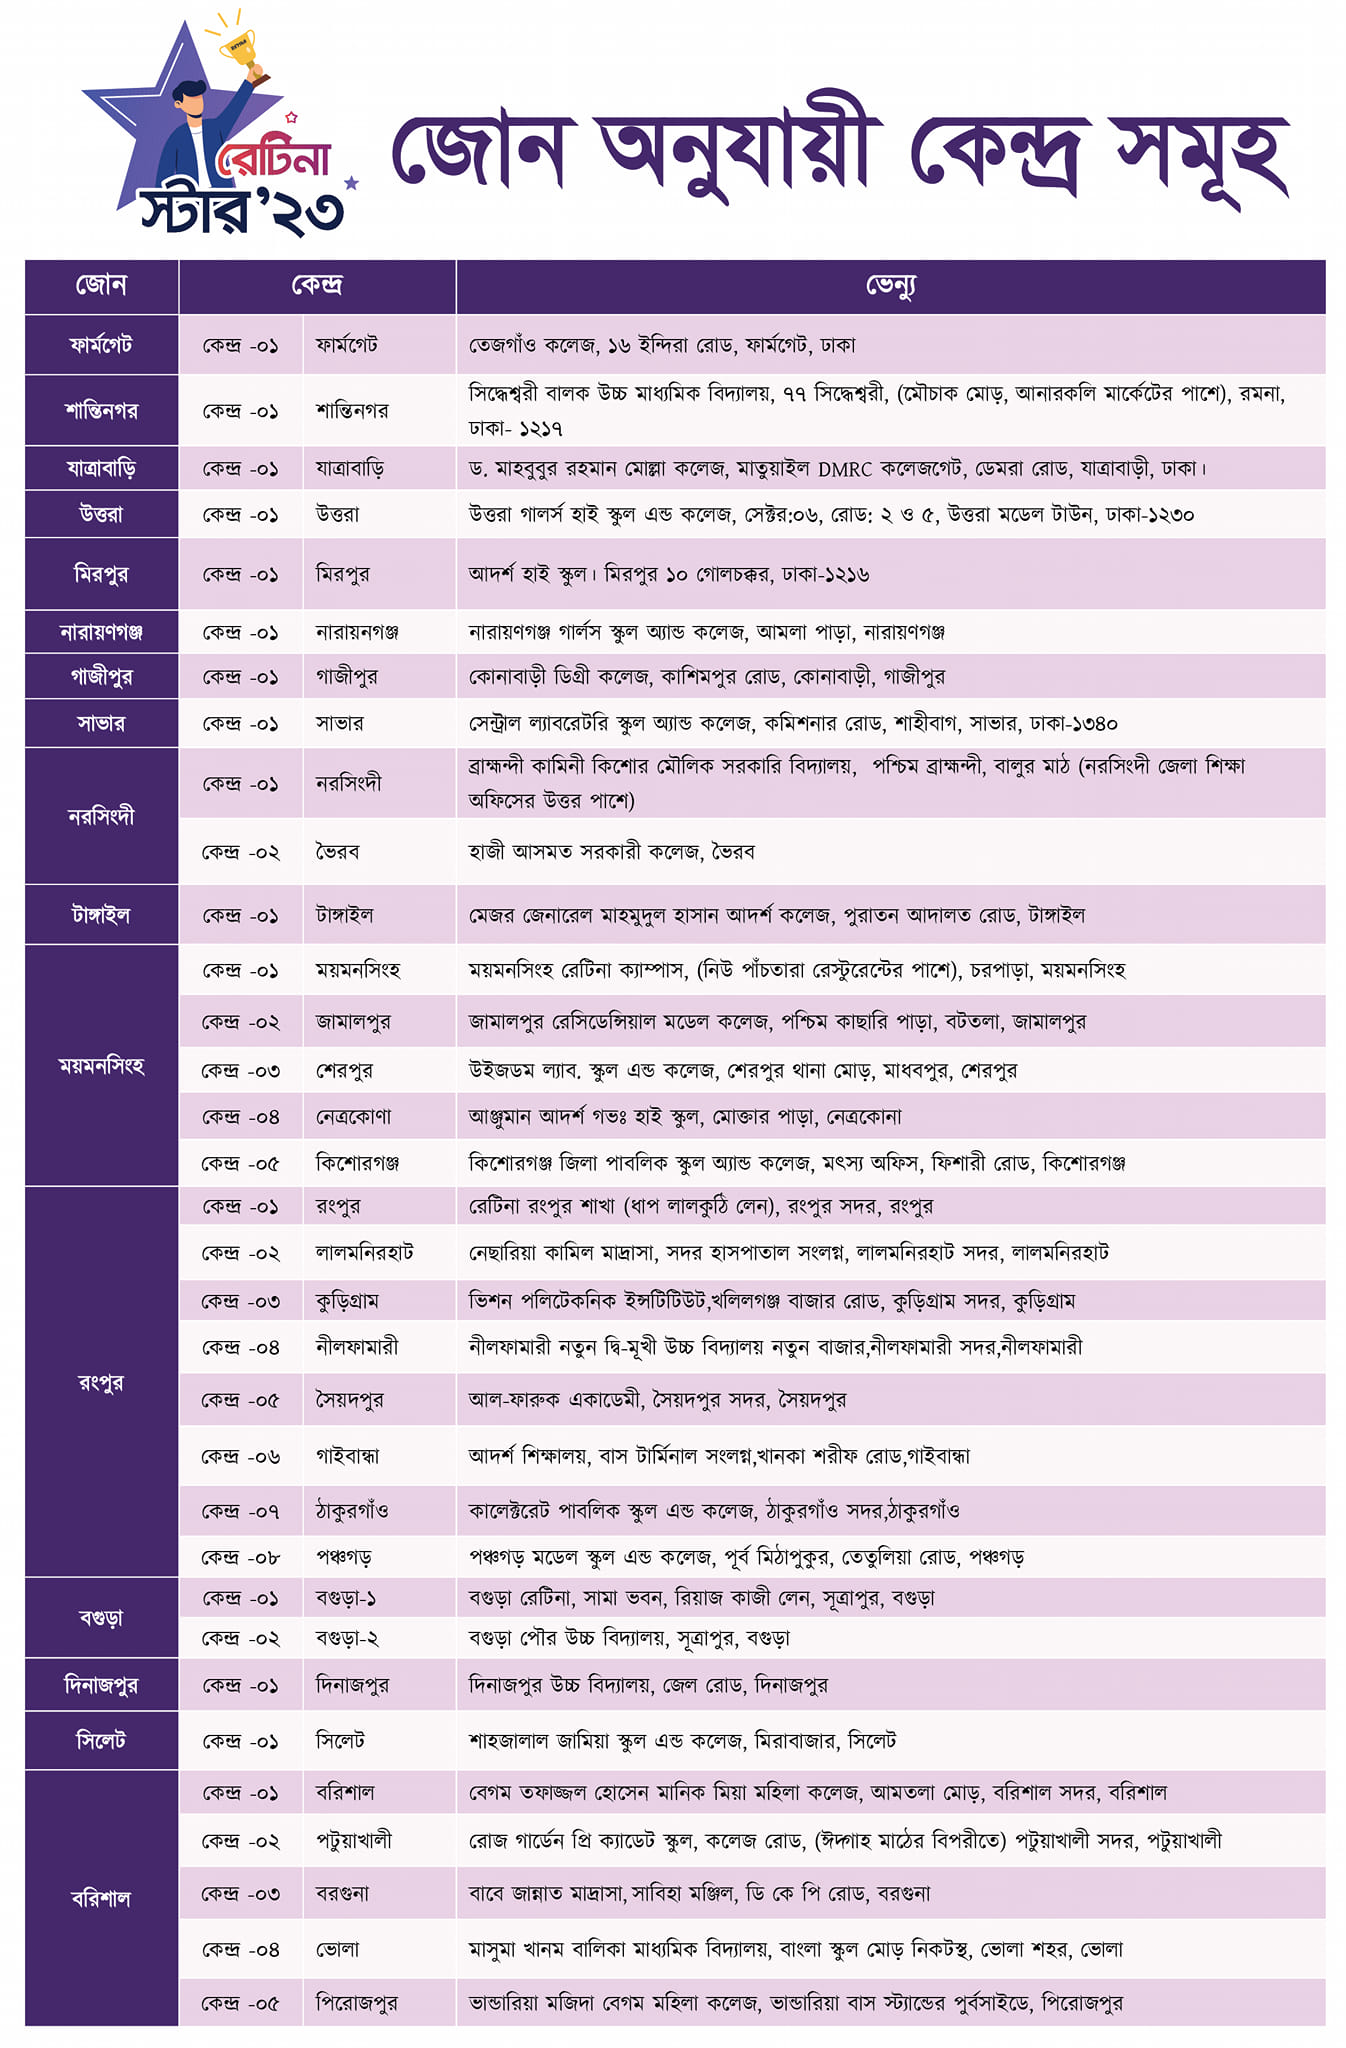 রেটিনা
স্টার'২৩
জোন অনুযায়ী কেন্দ্র সমূহ
জোন কেন্দ্র ভেন্যু
ফার্মগেট কেন্দ্র -০১ ফার্মগেট তেজগাঁও কলেজ, ১৬ ইন্দিরা রোড, ফার্মগেট, ঢাকা
শান্তিনগর কেন্দ্র -০১ শান্তিনগর সিদ্ধেশ্বরী বালক উচ্চ মাধ্যমিক বিদ্যালয়, ৭৭ সিদ্ধেশ্বরী, (মৌচাক মোড়, আনারকলি মার্কেটের পাশে), রমনা,
ঢাকা- ১২১৭
যাত্রাবাড়ি কেন্দ্র -০১ যাত্রাবাড়ি ড. মাহবুবুর রহমান মোল্লা কলেজ, মাতুয়াইল DMRC কলেজগেট, ডেমরা রোড, যাত্রাবাড়ী, ঢাকা।
উত্তরা কেন্দ্র -০১ উত্তরা উত্তরা গালর্স হাই স্কুল এন্ড কলেজ, সেক্টর:০৬, রোড: ২ ও ৫, উত্তরা মডেল টাউন, ঢাকা-১২৩০
মিরপুর কেন্দ্র -০১ মিরপুর আদর্শ হাই স্কুল। মিরপুর ১০ গোলচক্কর, ঢাকা-১২১৬
নারায়ণগঞ্জ কেন্দ্র -০১ নারায়নগঞ্জ নারায়ণগঞ্জ গার্লস স্কুল অ্যান্ড কলেজ, আমলা পাড়া, নারায়ণগঞ্জ
গাজীপুর কেন্দ্র -০১ গাজীপুর কোনাবাড়ী ডিগ্রী কলেজ, কাশিমপুর রোড, কোনাবাড়ী, গাজীপুর
সাভার কেন্দ্র -০১ সাভার সেন্ট্রাল ল্যাবরেটরি স্কুল অ্যান্ড কলেজ, কমিশনার রোড, শাহীবাগ, সাভার, ঢাকা-১৩৪০
নরসিংদী কেন্দ্র -০১ নরসিংদী ব্রাহ্মন্দী কামিনী কিশোর মৌলিক সরকারি বিদ্যালয়, পশ্চিম ব্রাহ্মন্দী, বালুর মাঠ (নরসিংদী জেলা শিক্ষা
অফিসের উত্তর পাশে)
কেন্দ্র -০২ ভৈরব হাজী আসমত সরকারী কলেজ, ভৈরব
টাঙ্গাইল কেন্দ্র -০১ টাঙ্গাইল মেজর জেনারেল মাহমুদুল হাসান আদর্শ কলেজ, পুরাতন আদালত রোড, টাঙ্গাইল
ময়মনসিংহ কেন্দ্র -০১ ময়মনসিংহ ময়মনসিংহ রেটিনা ক্যাম্পাস, (নিউ পাঁচতারা রেস্টুরেন্টের পাশে), চরপাড়া, ময়মনসিংহ
কেন্দ্র -০২ জামালপুর জামালপুর রেসিডেন্সিয়াল মডেল কলেজ, পশ্চিম কাছারি পাড়া, বটতলা, জামালপুর
কেন্দ্র -০৩ শেরপুর উইজডম ল্যাব. স্কুল এন্ড কলেজ, শেরপুর থানা মোড়, মাধবপুর, শেরপুর
কেন্দ্র -০৪ নেত্রকোণা আঞ্জুমান আদর্শ গভঃ হাই স্কুল, মোক্তার পাড়া, নেত্রকোনা
কেন্দ্র -০৫ কিশোরগঞ্জ কিশোরগঞ্জ জিলা পাবলিক স্কুল অ্যান্ড কলেজ, মৎস্য অফিস, ফিশারী রোড, কিশোরগঞ্জ
রংপুর কেন্দ্র -০১ রংপুর রেটিনা রংপুর শাখা (ধাপ লালকুঠি লেন), রংপুর সদর, রংপুর
কেন্দ্র -০২ লালমনিরহাট নেছারিয়া কামিল মাদ্রাসা, সদর হাসপাতাল সংলগ্ন, লালমনিরহাট সদর, লালমনিরহাট
কেন্দ্র -০৩ কুড়িগ্রাম ভিশন পলিটেকনিক ইন্সটিটিউট,খলিলগঞ্জ বাজার রোড, কুড়িগ্রাম সদর, কুড়িগ্রাম
কেন্দ্র -০৪ নীলফামারী নীলফামারী নতুন দ্বি-মূখী উচ্চ বিদ্যালয় নতুন বাজার,নীলফামারী সদর,নীলফামারী
কেন্দ্র -০৫ সৈয়দপুর আল-ফারুক একাডেমী, সৈয়দপুর সদর, সৈয়দপুর
কেন্দ্র -০৬ গাইবান্ধা আদর্শ শিক্ষালয়, বাস টার্মিনাল সংলগ্ন,খানকা শরীফ রোড,গাইবান্ধা
কেন্দ্র -০৭ ঠাকুরগাঁও কালেক্টরেট পাবলিক স্কুল এন্ড কলেজ, ঠাকুরগাঁও সদর,ঠাকুরগাঁও
কেন্দ্র -০৮ পঞ্চগড় পঞ্চগড় মডেল স্কুল এন্ড কলেজ, পূর্ব মিঠাপুকুর, তেতুলিয়া রোড, পঞ্চগড়
বগুড়া কেন্দ্র -০১ বগুড়া-১ বগুড়া রেটিনা, সামা ভবন, রিয়াজ কাজী লেন, সূত্রাপুর, বগুড়া
কেন্দ্র -০২ বগুড়া-২ বগুড়া পৌর উচ্চ বিদ্যালয়, সূত্রাপুর, বগুড়া
দিনাজপুর কেন্দ্র -০১ দিনাজপুর দিনাজপুর উচ্চ বিদ্যালয়, জেল রোড, দিনাজপুর
সিলেট কেন্দ্র -০১ সিলেট শাহজালাল জামিয়া স্কুল এন্ড কলেজ, মিরাবাজার, সিলেট
বরিশাল কেন্দ্র -০১ বরিশাল বেগম তফাজ্জল হোসেন মানিক মিয়া মহিলা কলেজ, আমতলা মোড়, বরিশাল সদর, বরিশাল
কেন্দ্র -০২ পটুয়াখালী রোজ গার্ডেন প্রি ক্যাডেট স্কুল, কলেজ রোড, (ঈদগাহ মাঠের বিপরীতে) পটুয়াখালী সদর, পটুয়াখালী
কেন্দ্র -০৩ বরগুনা বাবে জান্নাত মাদ্রাসা, সাবিহা মঞ্জিল, ডি কে পি রোড, বরগুনা
কেন্দ্র -০৪ ভোলা মাসুমা খানম বালিকা মাধ্যমিক বিদ্যালয়, বাংলা স্কুল মোড় নিকটস্থ, ভোলা শহর, ভোলা
কেন্দ্র -০৫ পিরোজপুর ভান্ডারিয়া মজিদা বেগম মহিলা কলেজ, ভান্ডারিয়া বাস স্ট্যান্ডের পুর্বসাইডে, পিরোজপুর